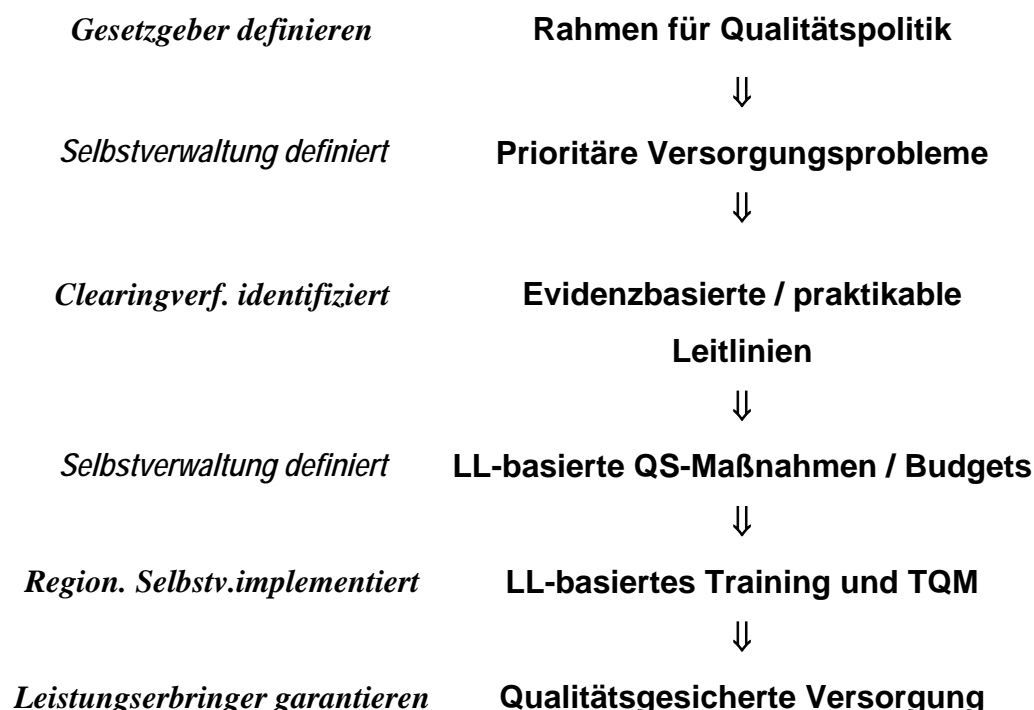 Gesetzgeber definieren Rahmen für Qualitätspolitik
⇓
Selbstverwaltung definiert Prioritäre Versorgungsprobleme
⇓
Clearingverf. identifiziert Evidenzbasierte / praktikable
Leitlinien
⇓
Selbstverwaltung definiert LL-basierte QS-Maßnahmen / Budgets
⇓
Region. Selbstv.implementiert LL-basiertes Training und TQM
⇓
Leistungserbringer garantieren Qualitätsgesicherte Versorgung